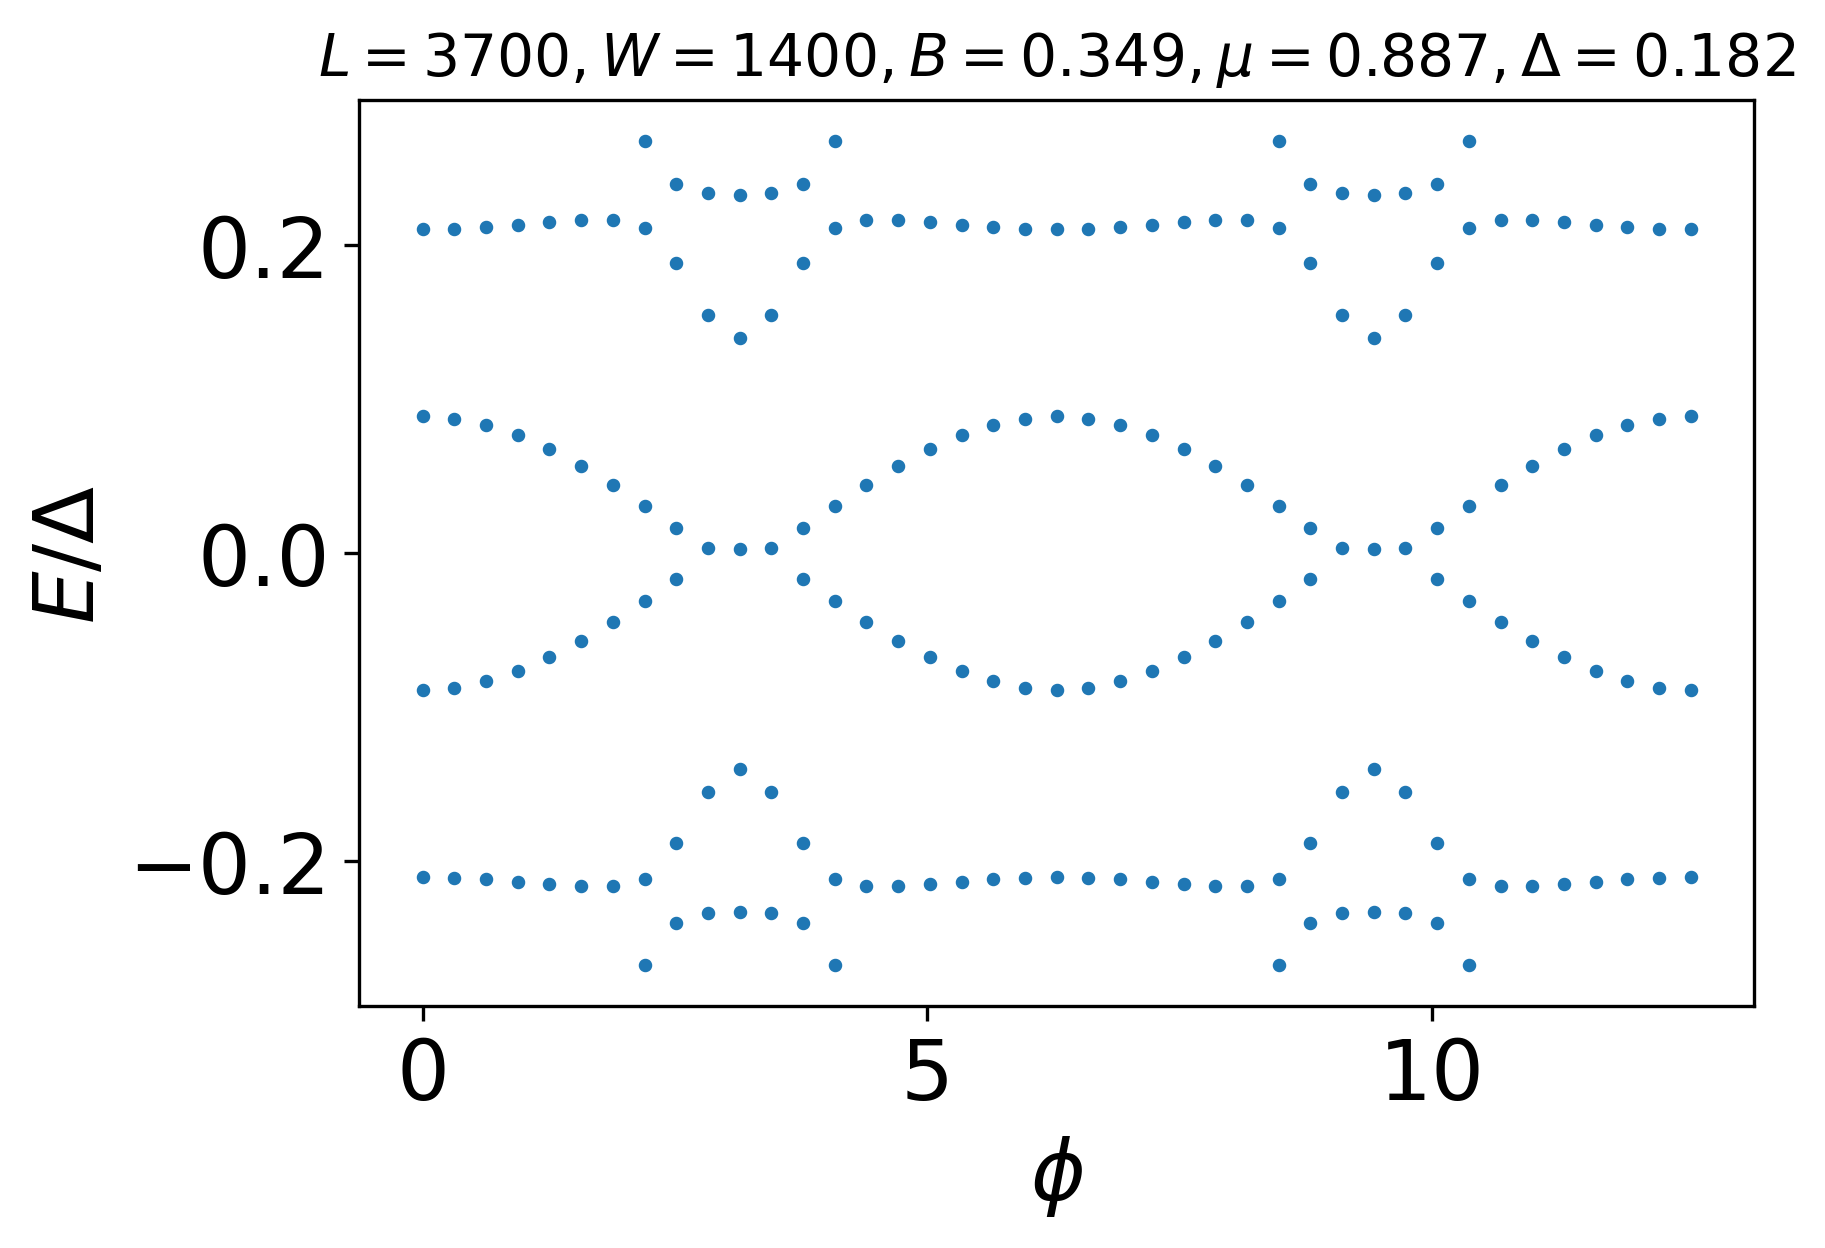 L = 3700, W = 1400, B = 0.349, μ = 0.887, Δ = 0.182
0.2
0.0
−0.2
E/Δ
0 5 10
ϕ